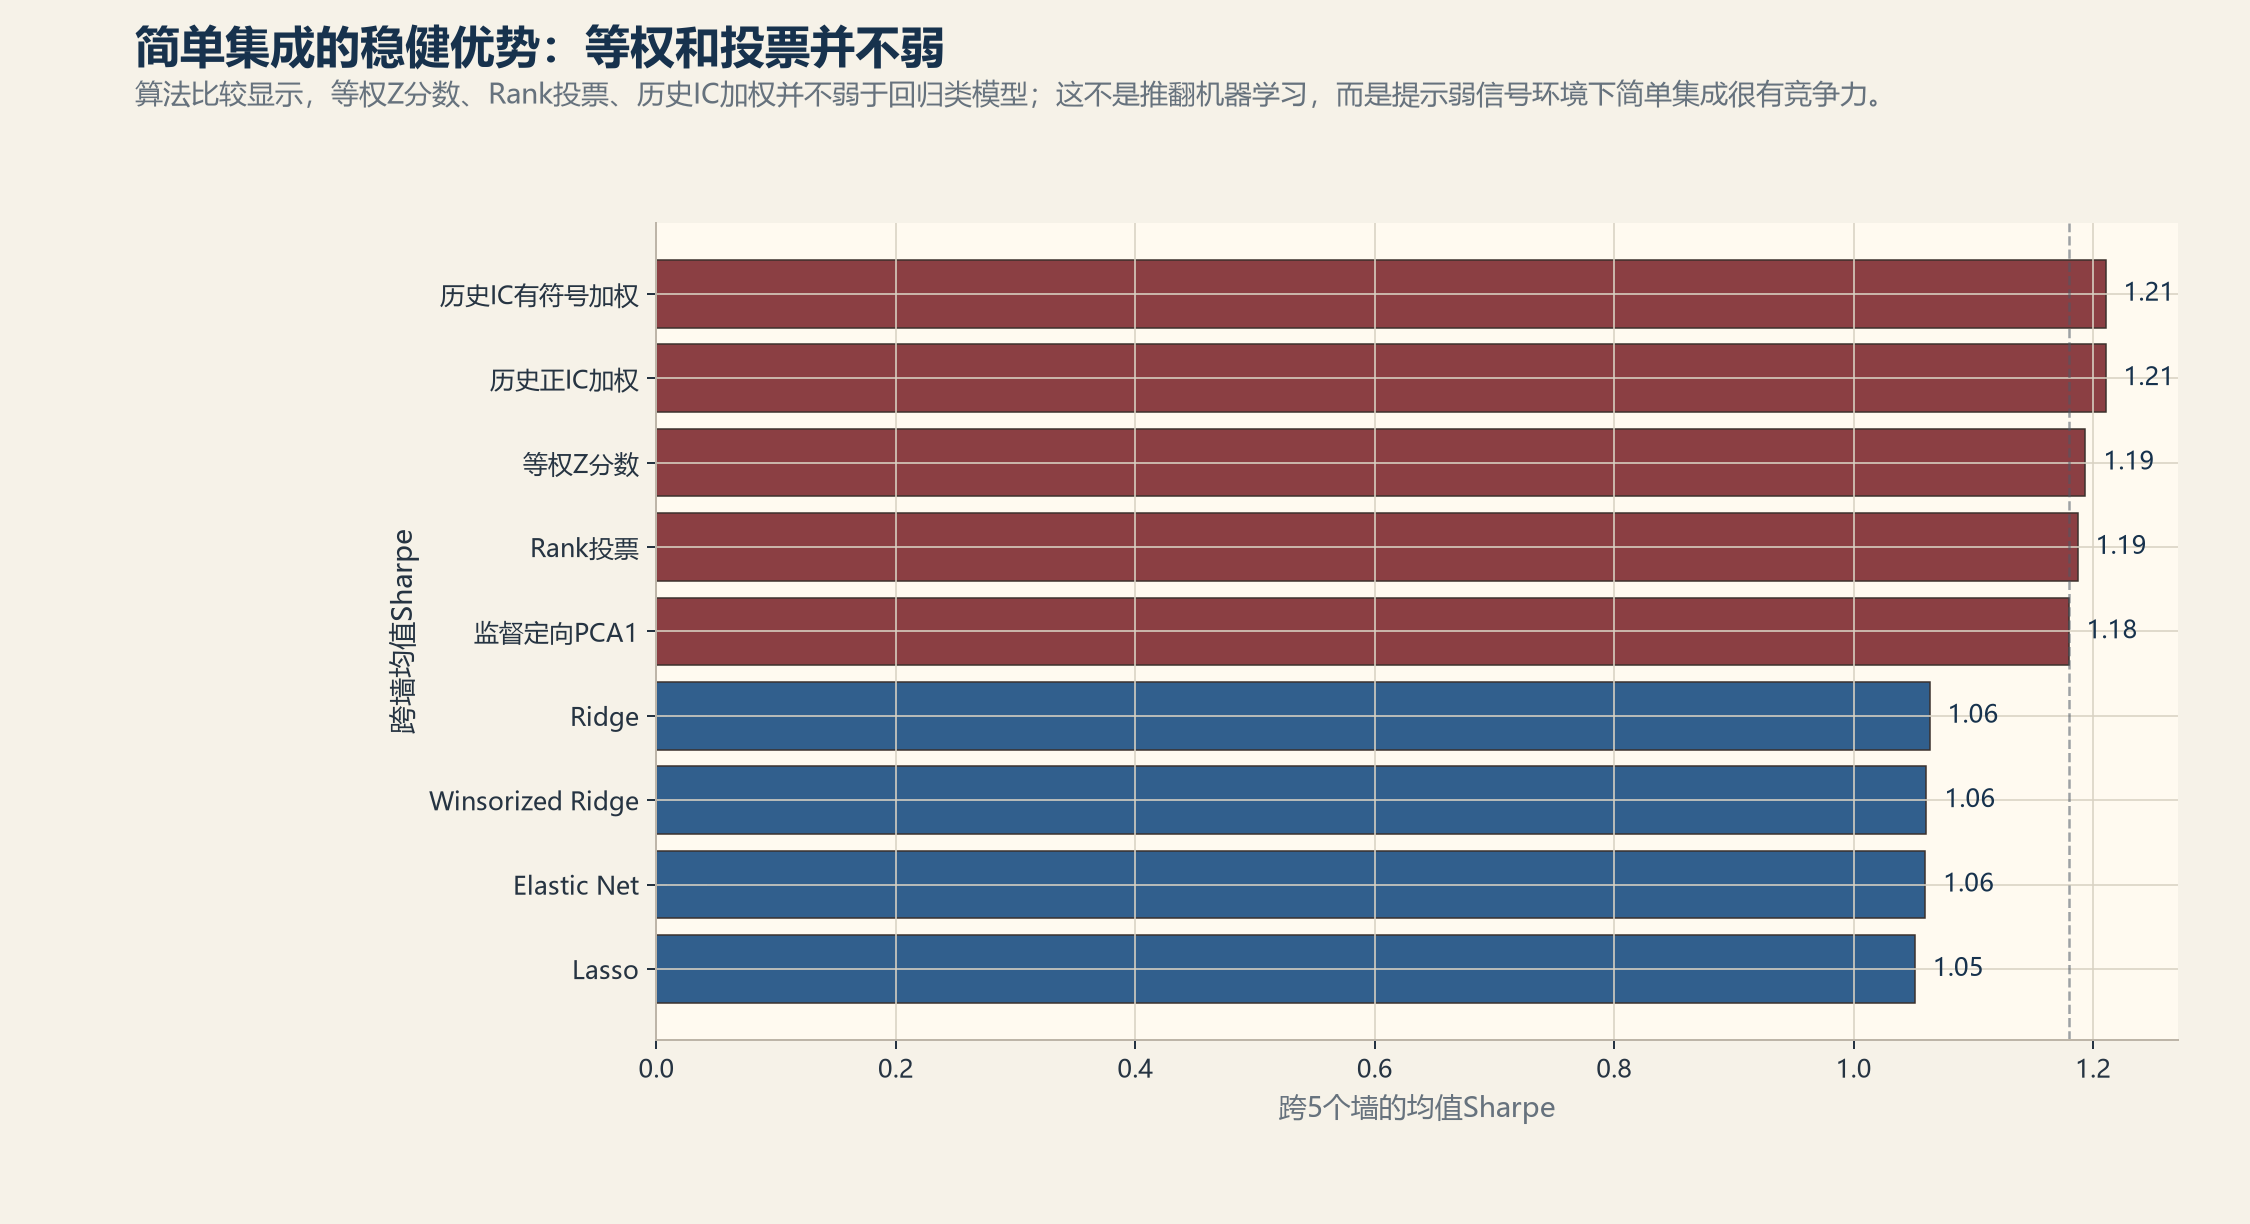 简单集成的稳健优势：等权和投票并不弱
算法比较显示，等权Z分数、Rank投票、历史IC加权并不弱于回归类模型；这不是推翻机器学习，而是提示弱信号环境下简单集成很有竞争力。
跨墙均值Sharpe
历史IC有符号加权 1.21
历史正IC加权 1.21
等权Z分数 1.19
Rank投票 1.19
监督定向PCA1 1.18
Ridge 1.06
Winsorized Ridge 1.06
Elastic Net 1.06
Lasso 1.05
0.0 0.2 0.4 0.6 0.8 1.0 1.2
跨5个墙的均值Sharpe